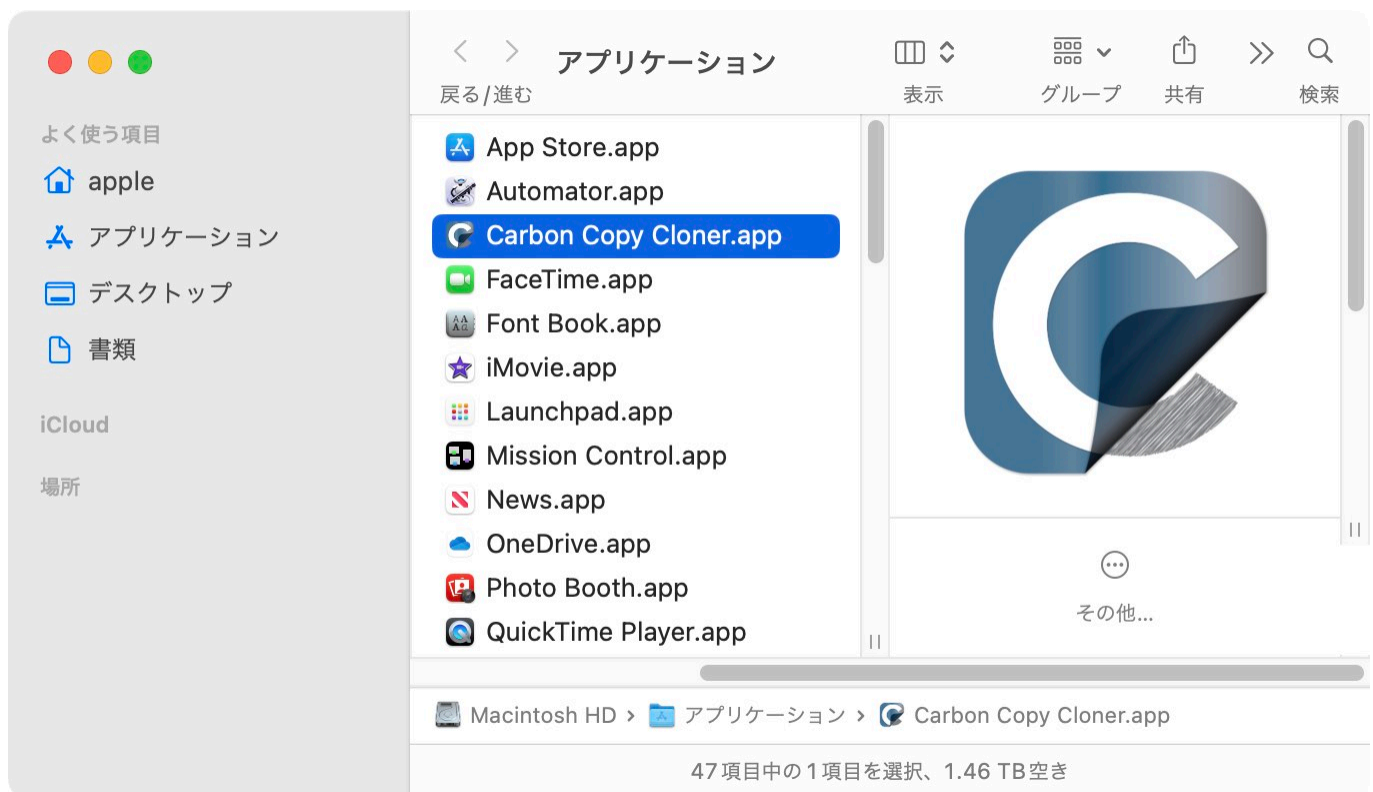 アプリケーション
戻る/進む
表示
グループ
共有
検索
よく使う項目
apple
アプリケーション
デスクトップ
書類
iCloud
場所
App Store.app
Automator.app
Carbon Copy Cloner.app
FaceTime.app
Font Book.app
iMovie.app
Launchpad.app
Mission Control.app
News.app
OneDrive.app
Photo Booth.app
QuickTime Player.app
その他...
Macintosh HD › アプリケーション › Carbon Copy Cloner.app
47項目中の1項目を選択、1.46 TB空き